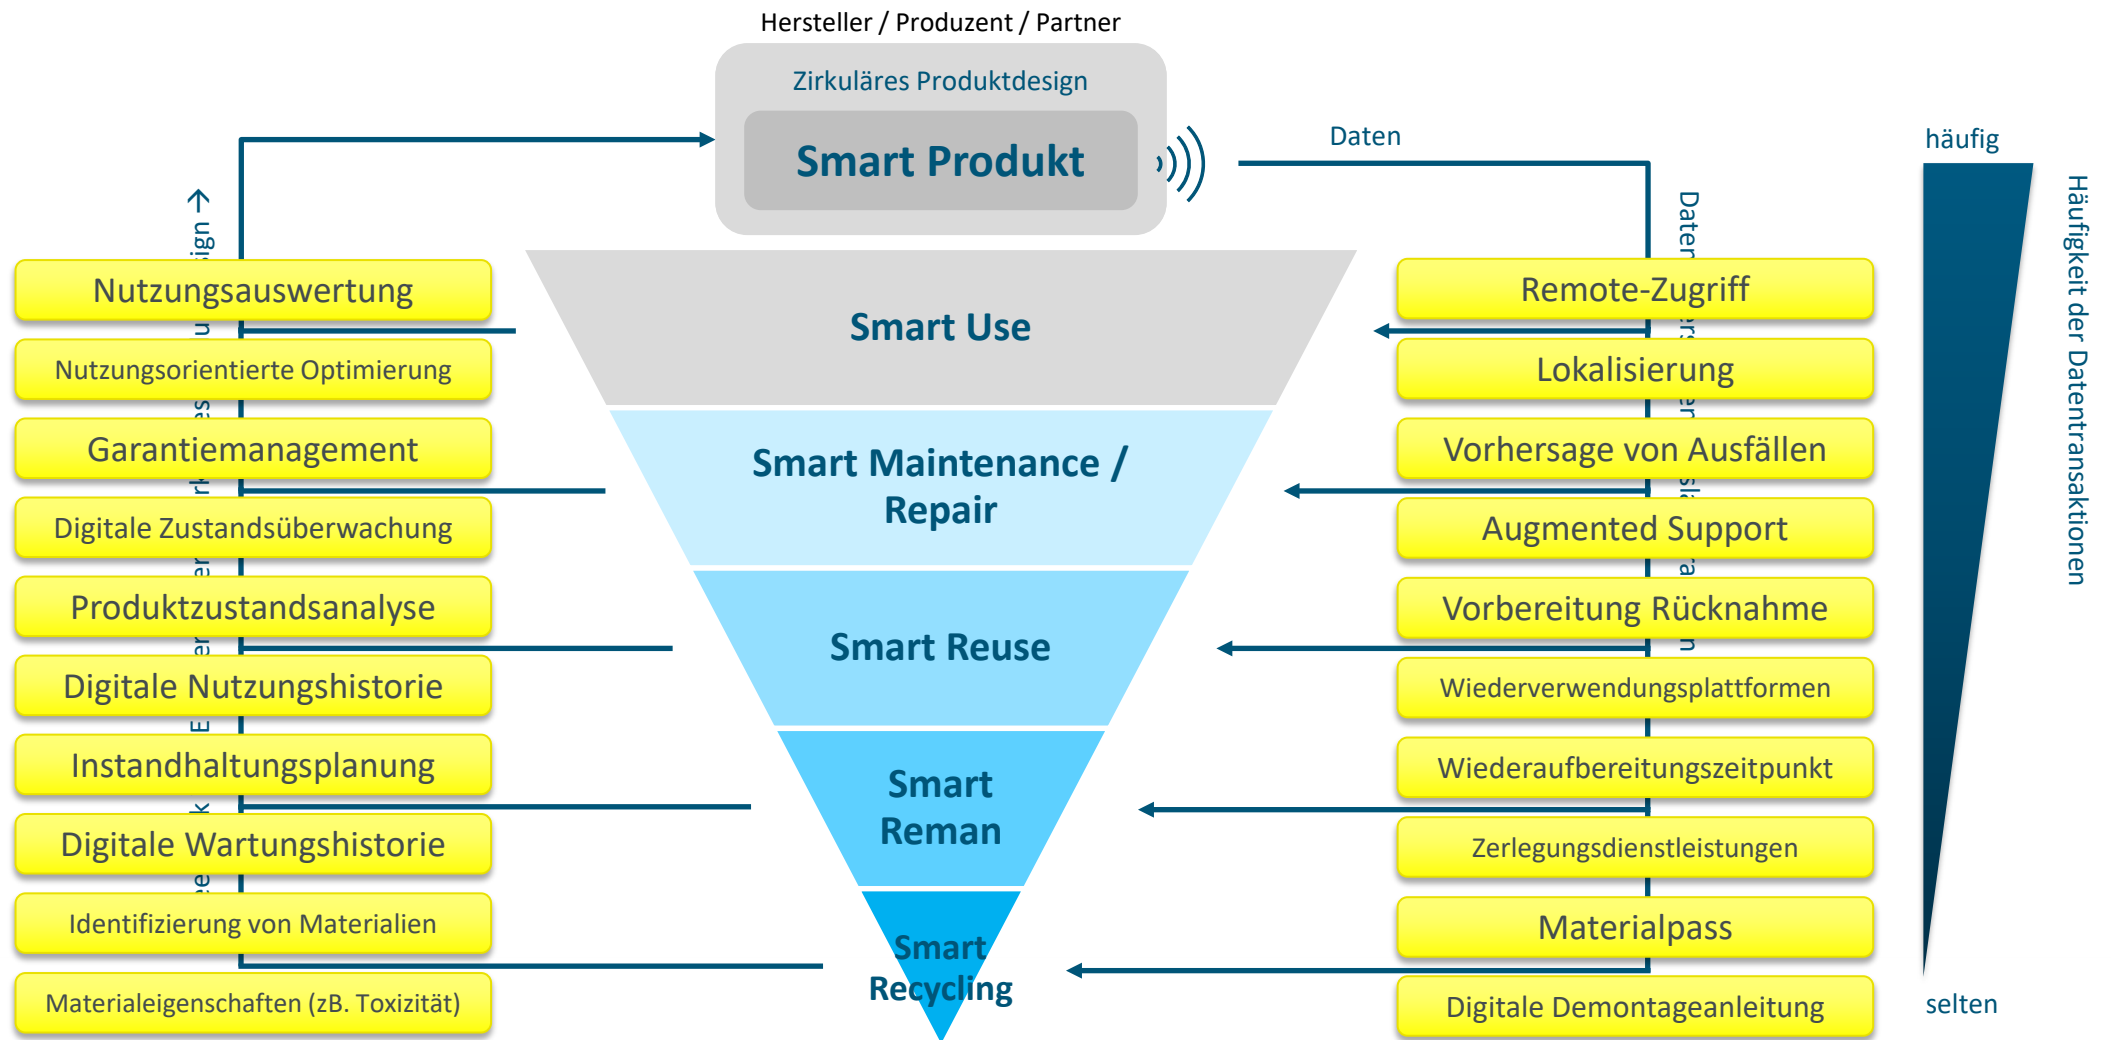 Hersteller / Produzent / Partner
Zirkuläres Produktdesign
Smart Produkt
Daten
häufig
Häufigkeit der Datentransaktionen
selten
Nutzungsauswertung
Nutzungsorientierte Optimierung
Garantiemanagement
Digitale Zustandsüberwachung
Produktzustandsanalyse
Digitale Nutzungshistorie
Instandhaltungsplanung
Digitale Wartungshistorie
Identifizierung von Materialien
Materialeigenschaften (zB. Toxizität)
Smart Use
Smart Maintenance /
Repair
Smart Reuse
Smart
Reman
Smart
Recycling
Remote-Zugriff
Lokalisierung
Vorhersage von Ausfällen
Augmented Support
Vorbereitung Rücknahme
Wiederverwendungsplattformen
Wiederaufbereitungszeitpunkt
Zerlegungsdienstleistungen
Materialpass
Digitale Demontageanleitung